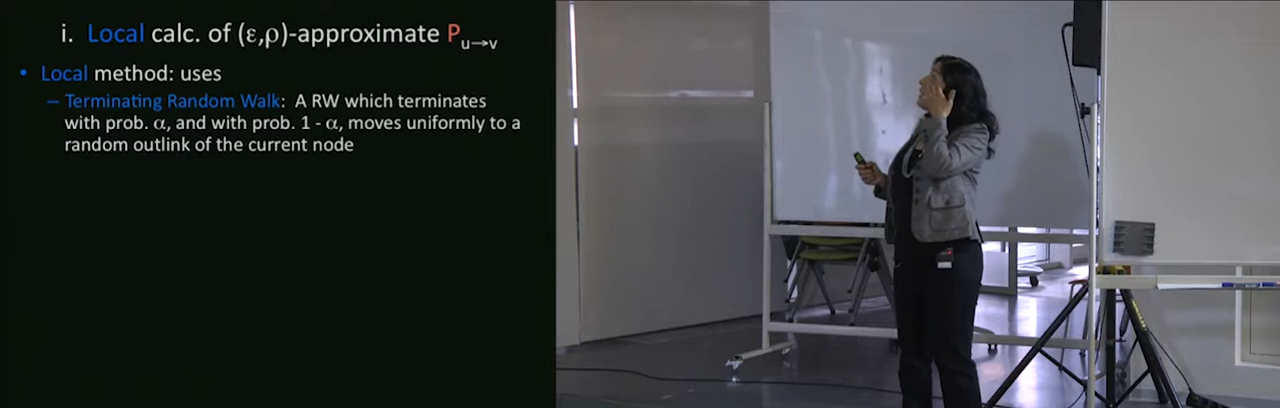 i. Local calc. of (ε,ρ)-approximate P u→v
• Local method: uses
– Terminating Random Walk: A RW which terminates
with prob. α, and with prob. 1 - α, moves uniformly to a
random outlink of the current node